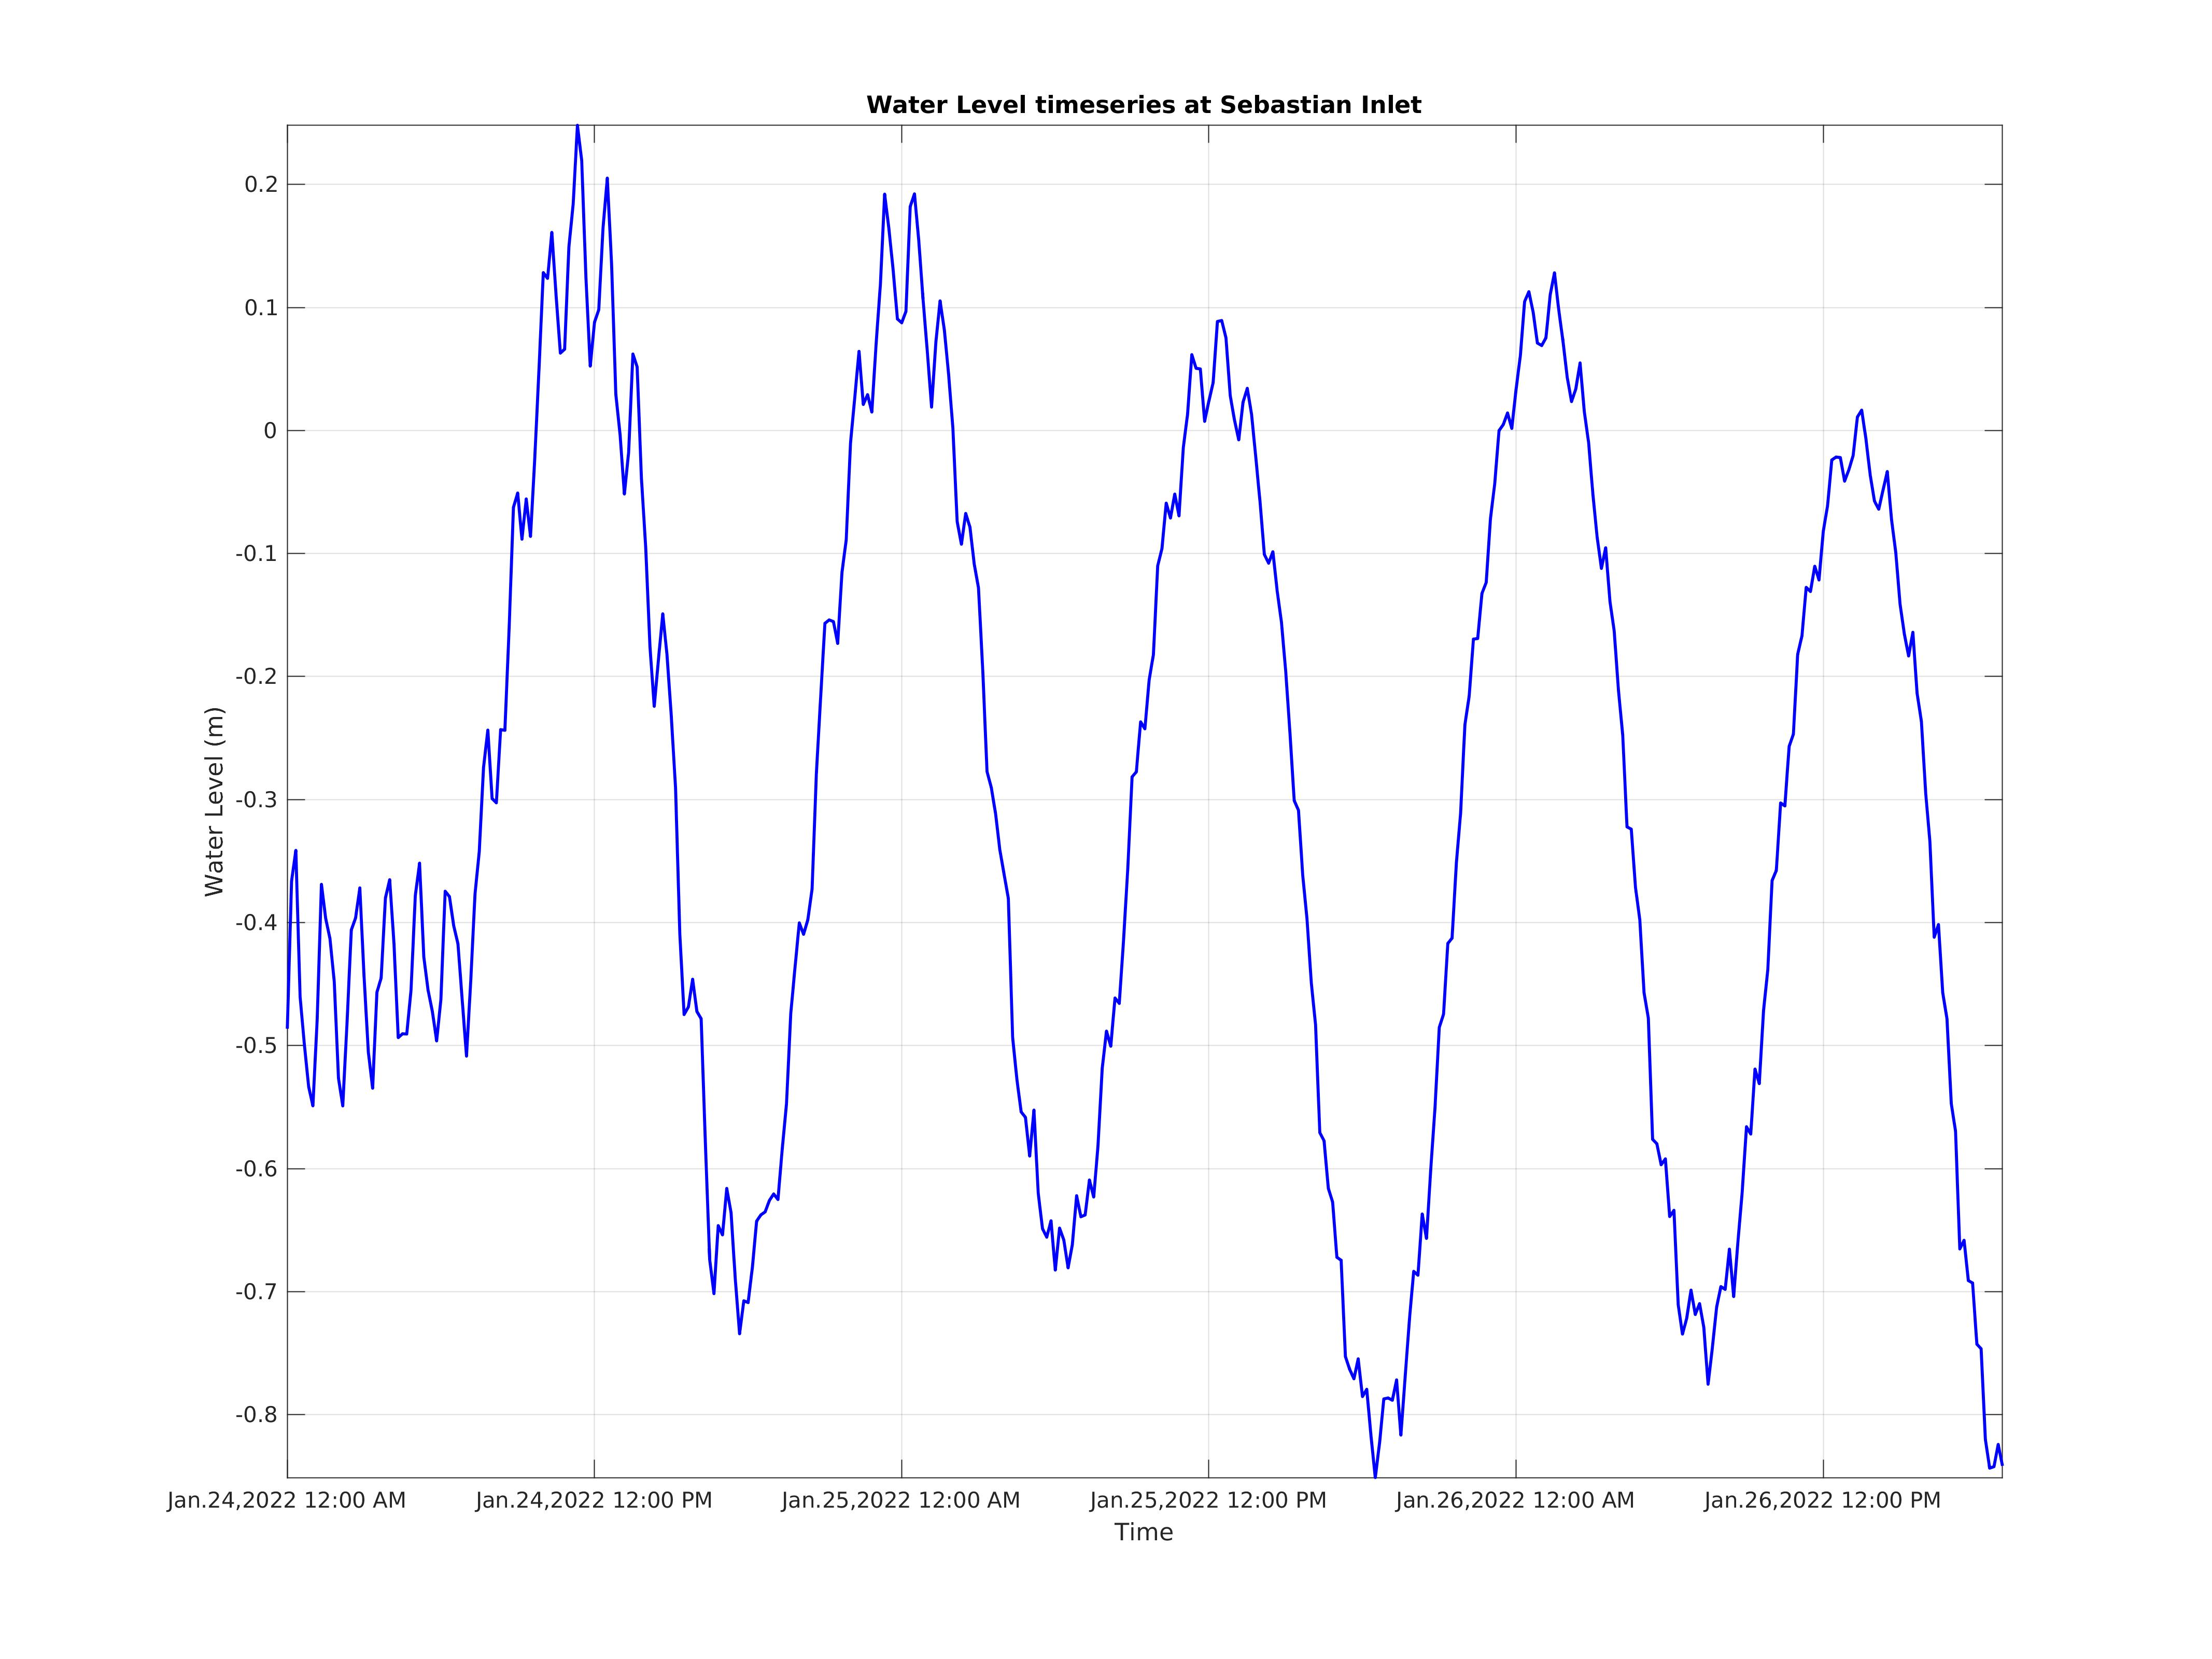 Water Level timeseries at Sebastian Inlet
0.2
0.1
0
-0.1
-0.2
-0.3
-0.4
-0.5
-0.6
-0.7
-0.8
Water Level (m)
Jan.24,2022 12:00 AM Jan.24,2022 12:00 PM Jan.25,2022 12:00 AM Jan.25,2022 12:00 PM Jan.26,2022 12:00 AM Jan.26,2022 12:00 PM
Time